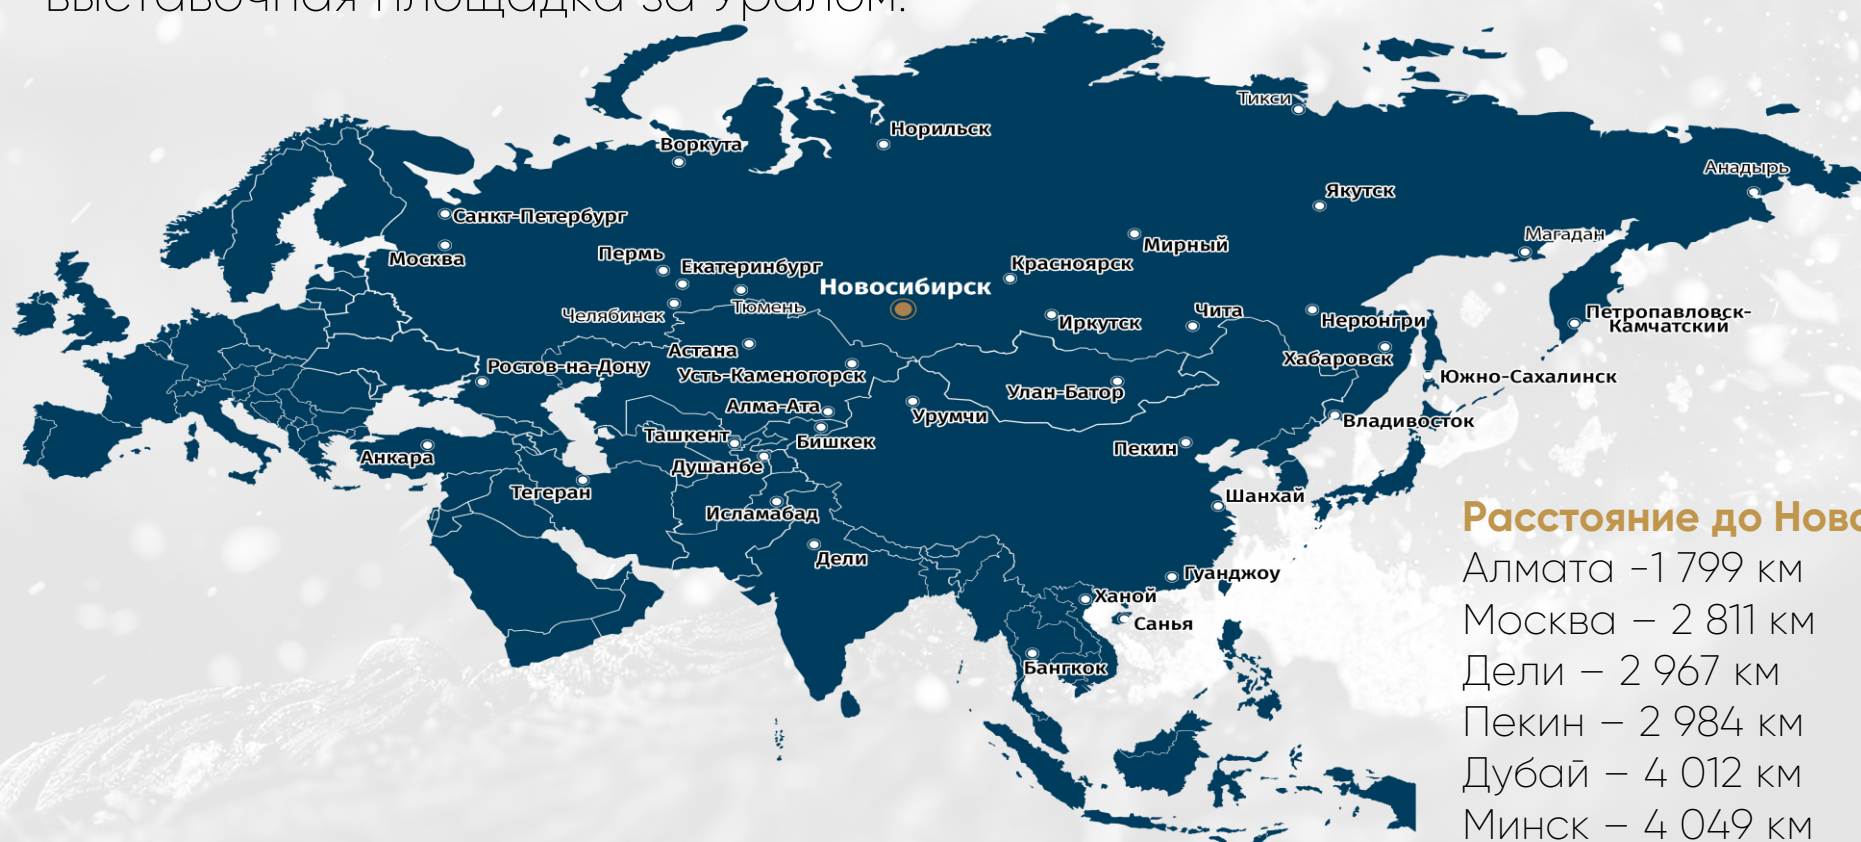 выставочная площадка за Уралом.
Тикси
Норильск
Воркута
Анадырь
Якутск
Санкт-Петербург
Магадан
Мирный
Москва
Пермь
Екатеринбург
Красноярск
Новосибирск
Тюмень
Челябинск
Чита
Нерюнгри
Иркутск
Петропавловск-
Камчатский
Астана
Хабаровск
Ростов-на-Дону
Усть-Каменогорск
Южно-Сахалинск
Улан-Батор
Алма-Ата
Урумчи
Владивосток
Ташкент
Бишкек
Пекин
Анкара
Душанбе
Тегеран
Шанхай
Исламабад
Расстояние до Ново
Дели
Алмата -1 799 км
Гуанджоу
Ханой
Санья
Москва – 2 811 км
Бангкок
Дели – 2 967 км
Пекин – 2 984 км
Дубай – 4 012 км
Минск – 4 049 км